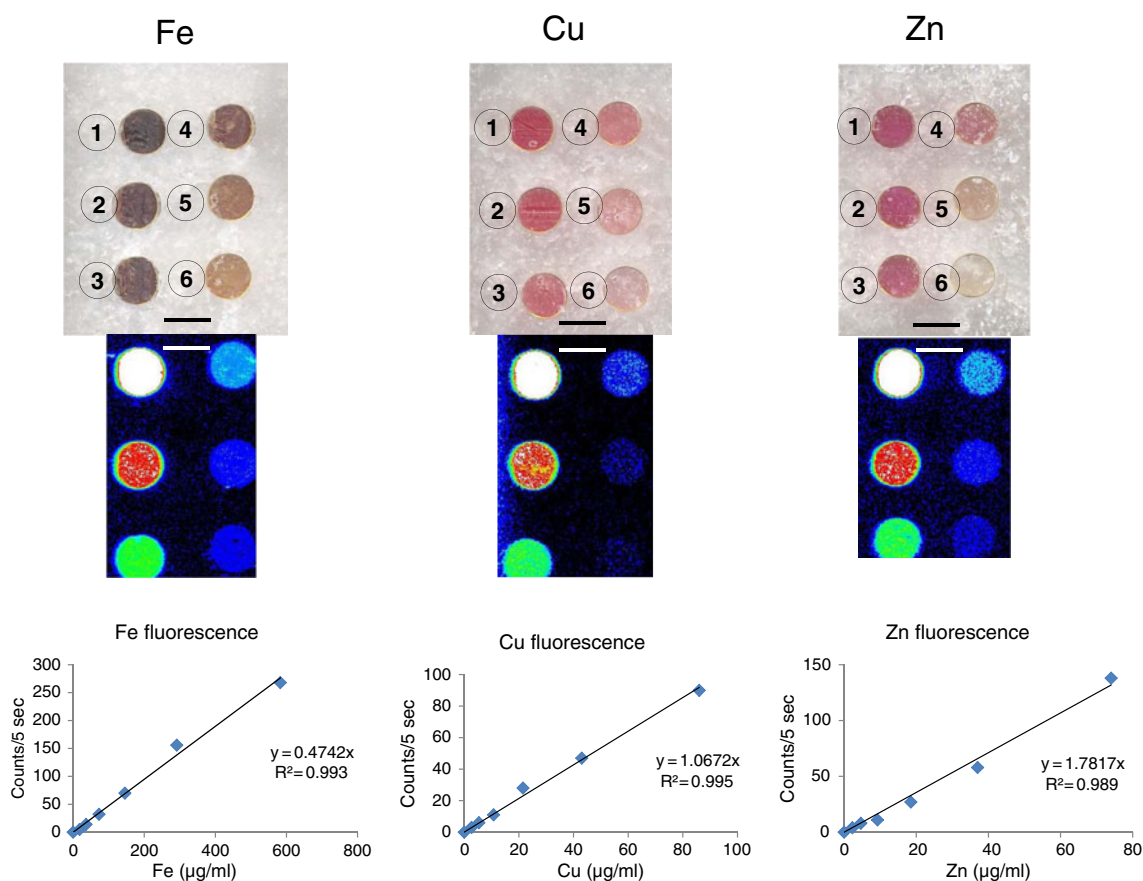 Fe
Cu
Zn
1
4
2
5
3
6
1
4
2
5
3
6
1
4
2
5
3
6
Fe fluorescence
300
250
200
150
100
50
0
Counts/5 sec
y = 0.4742x
R²= 0.993
0 200 400 600 800
Fe (µg/ml)
Cu fluorescence
100
80
60
40
20
0
Counts/5 sec
y = 1.0672x
R²= 0.995
0 20 40 60 80 100
Cu (µg/ml)
Zn fluorescence
150
100
50
0
Counts/5 sec
y = 1.7817x
R²= 0.989
0 20 40 60 80
Zn (µg/ml)